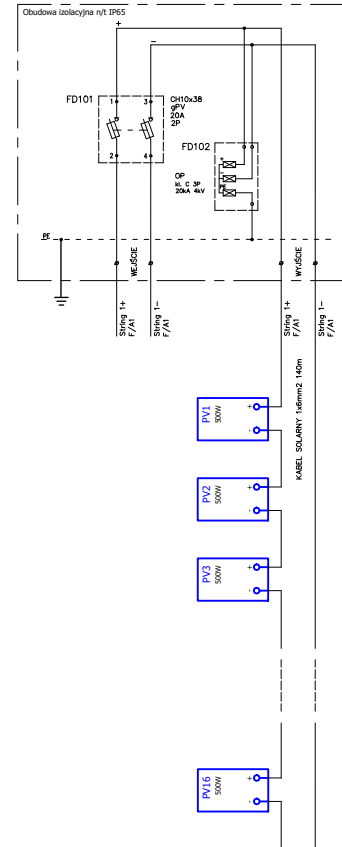 Obudowa izolacyjna n/t IP65
+
−
FD101
1
3
2
4
CH10x38
gPV
20A
2P
FD102
+
-
PE
OP
kl. C 3P
20kA 4kV
PE
WEJŚCIE
WYJŚCIE
String 1+
F/A1
String 1-
F/A1
String 1+
F/A1
String 1-
F/A1
KABEL SOLARNY 1x6mm2 140m
PV1
500W
+
-
PV2
500W
+
-
PV3
500W
+
-
PV16
500W
+
-